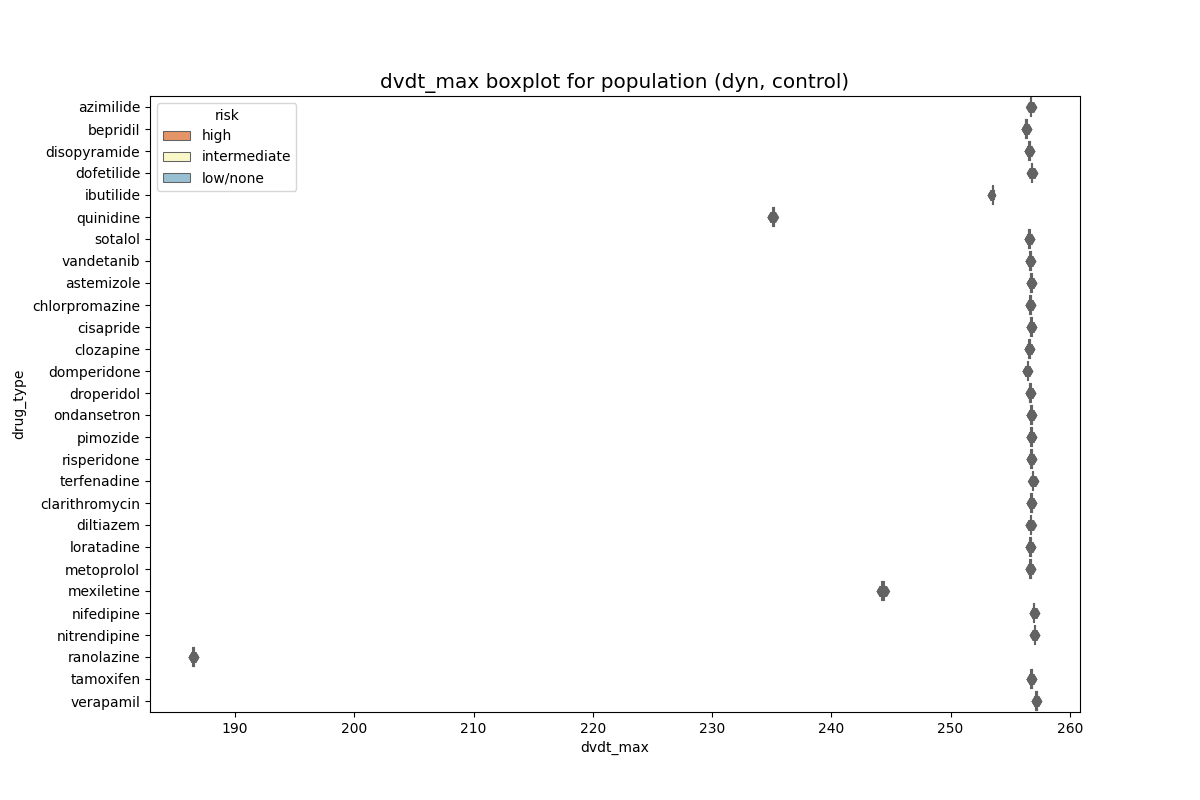 dvdt_max boxplot for population (dyn, control)
risk
high
intermediate
low/none
drug_type
azimilide
bepridil
disopyramide
dofetilide
ibutilide
quinidine
sotalol
vandetanib
astemizole
chlorpromazine
cisapride
clozapine
domperidone
droperidol
ondansetron
pimozide
risperidone
terfenadine
clarithromycin
diltiazem
loratadine
metoprolol
mexiletine
nifedipine
nitrendipine
ranolazine
tamoxifen
verapamil
190 200 210 220 230 240 250 260
dvdt_max